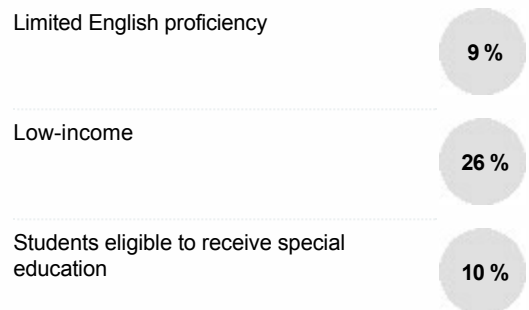 Limited English proficiency
9 %
Low-income
26 %
Students eligible to receive special
education
10 %